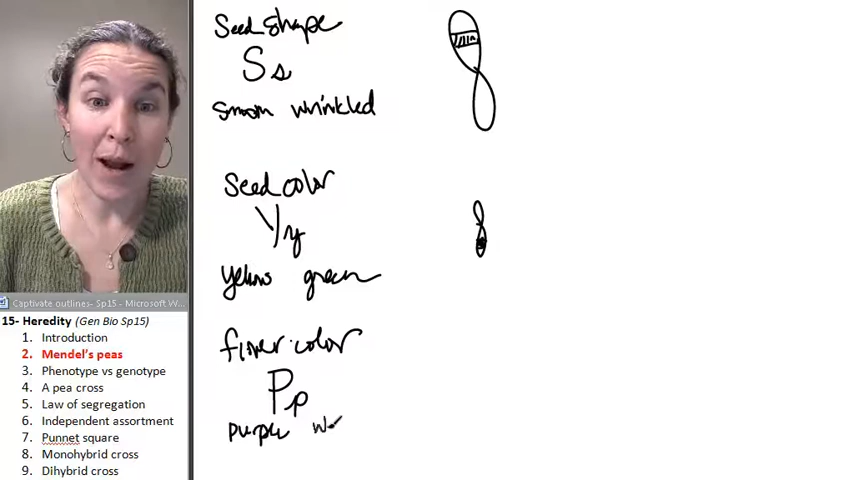 Seed shape
S s
smooth wrinkled
Seed color
Y y
yellow green
flower color
P p
purple
Captivate outlines- Sp15 - Microsoft W...
15- Heredity (Gen Bio Sp15)
1. Introduction
2. Mendel's peas
3. Phenotype vs genotype
4. A pea cross
5. Law of segregation
6. Independent assortment
7. Punnet square
8. Monohybrid cross
9. Dihybrid cross